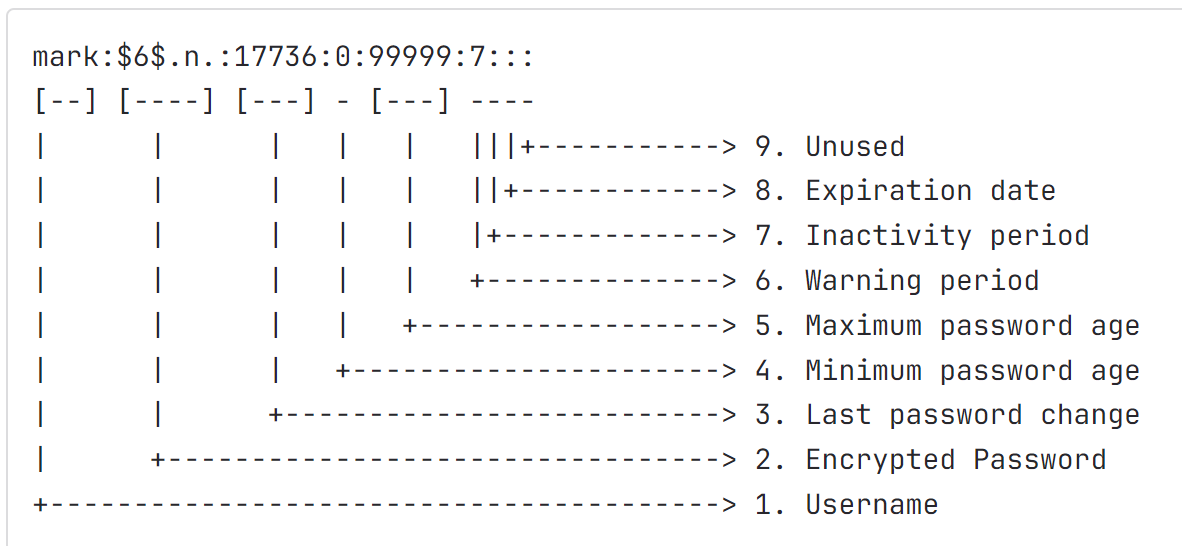 mark:$6$.n.:17736:0:99999:7:::
[--] [----] [---] - [---] ----
|      |      |   |   |   |||+-----------> 9. Unused
|      |      |   |   |   ||+------------> 8. Expiration date
|      |      |   |   |   |+-------------> 7. Inactivity period
|      |      |   |   |   +--------------> 6. Warning period
|      |      |   |   +------------------> 5. Maximum password age
|      |      |   +----------------------> 4. Minimum password age
|      |      +--------------------------> 3. Last password change
|      +---------------------------------> 2. Encrypted Password
+----------------------------------------> 1. Username